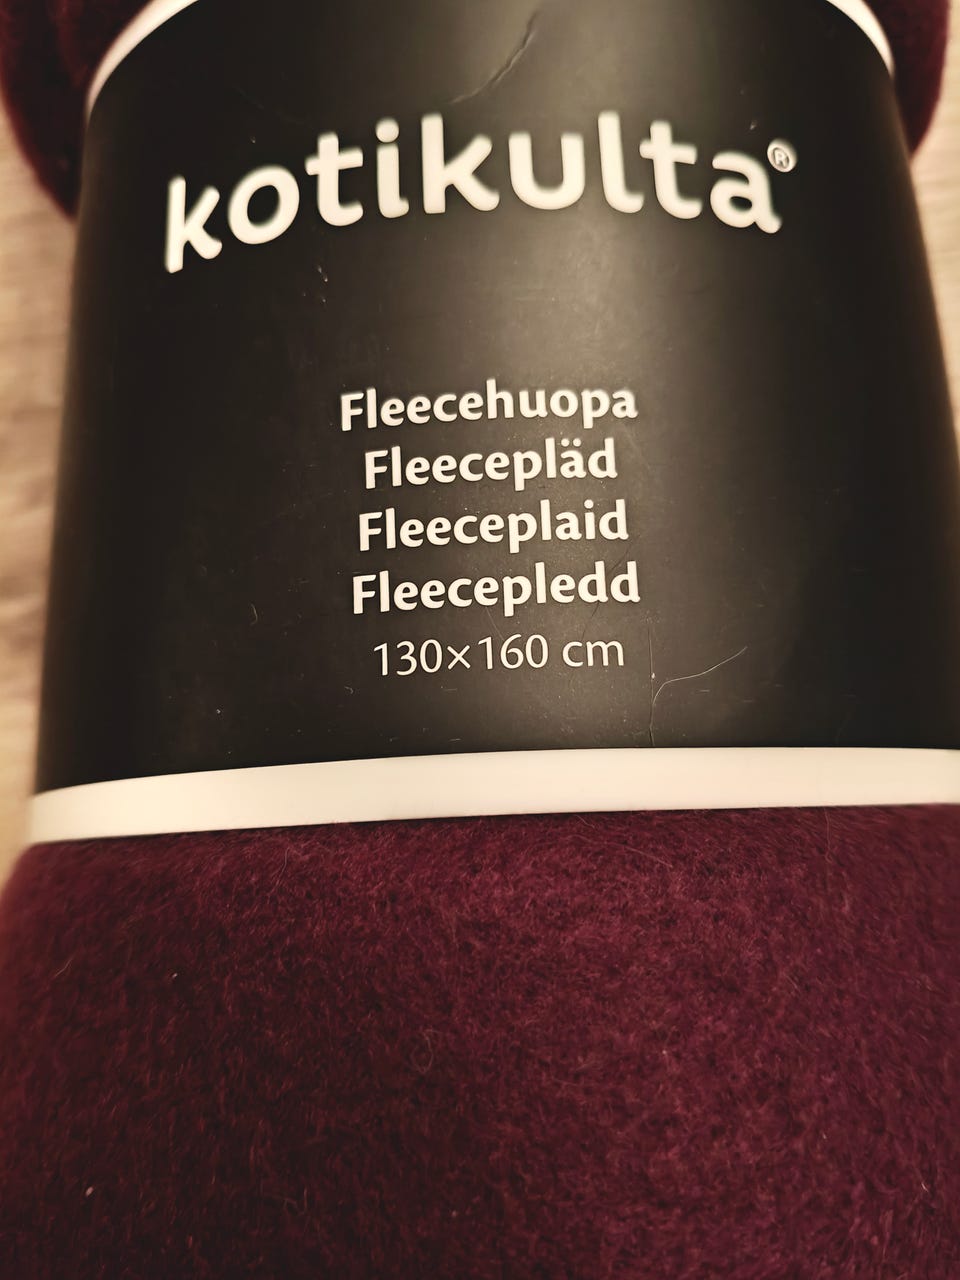 kotikulta®
Fleecehuopa
Fleecepläd
Fleeceplaid
Fleecepledd
130×160 cm